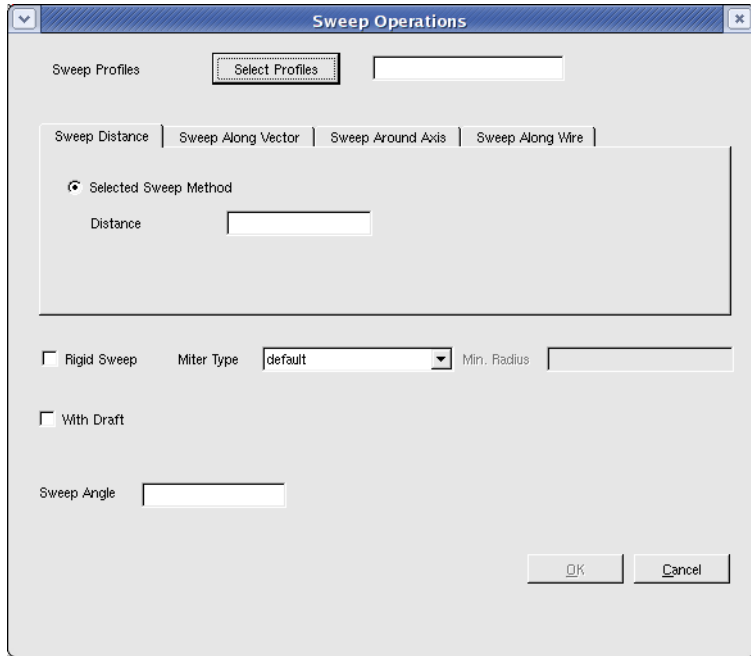 Sweep Operations
Sweep Profiles Select Profiles
Sweep Distance Sweep Along Vector Sweep Around Axis Sweep Along Wire
Selected Sweep Method
Distance
Rigid Sweep Miter Type default Min. Radius
With Draft
Sweep Angle
OK Cancel